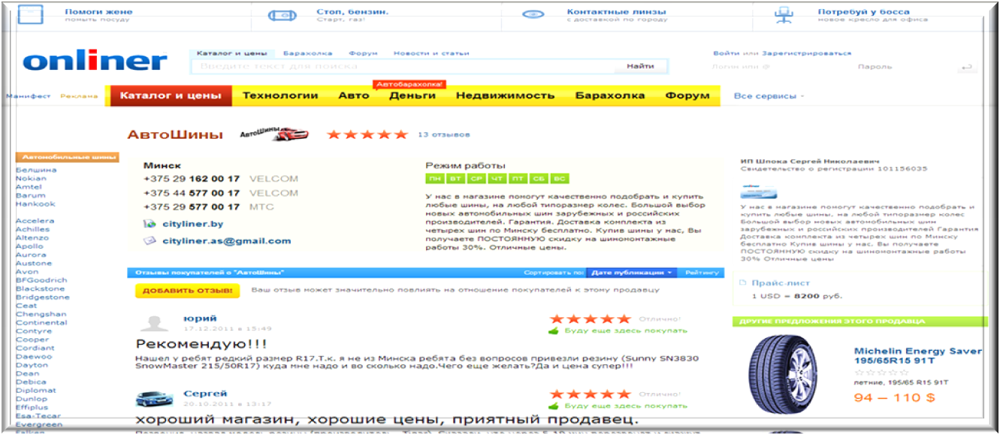 Помоги жене
помыть посуду
Стоп, бензин.
Старт, газ!
Контактные линзы
с доставкой по городу
Потребуй у босса
новое кресло для офиса
onliner
Каталог и цены Барахолка Форум Новости и статьи
Введите текст для поиска Найти
Войти или Зарегистрироваться
Логин или @ Пароль
Автобарахолка!
Манифест Реклама Каталог и цены Технологии Авто Деньги Недвижимость Барахолка Форум Все сервисы
АвтоШины АвтоШины 13 отзывов
Автомобильные шины
Белшина
Nokian
Amtel
Barum
Hankook
Accelera
Achilles
Altenzo
Apollo
Aurora
Austone
Avon
BFGoodrich
Blackstone
Bridgestone
Ceat
Chengshan
Continental
Contyre
Cooper
Cordiant
Daewoo
Dayton
Dean
Debica
Diplomat
Dunlop
Effiplus
Esa-Tecar
Evergreen
Falken
Минск
+375 29 162 00 17 VELCOM
+375 44 577 00 17 VELCOM
+375 29 577 00 17 МТС
cityliner.by
cityliner.as@gmail.com
Режим работы
ПН ВТ СР ЧТ ПТ СБ ВС
У нас в магазине помогут качественно подобрать и купить
любые шины, на любой типоразмер колес. Большой выбор
новых автомобильных шин зарубежных и российских
производителей. Гарантия. Доставка комплекта из
четырех шин по Минску бесплатно. Купив шины у нас, Вы
получаете ПОСТОЯННУЮ скидку на шиномонтажные
работы 30%. Отличные цены.
ИП Шпока Сергей Николаевич
Свидетельство о регистрации 101156035
onliner
У нас в магазине помогут качественно подобрать и
купить любые шины, на любой типоразмер колес
Большой выбор новых автомобильных шин
зарубежных и российских производителей Гарантия
Доставка комплекта из четырех шин по Минску
бесплатно Купив шины у нас. Вы получаете
ПОСТОЯННУЮ скидку на шиномонтажные работы
30% Отличные цены
Прайс-лист
1 USD = 8200 руб.
ДРУГИЕ ПРЕДЛОЖЕНИЯ ЭТОГО ПРОДАВЦА
Michelin Energy Saver
195/65R15 91T
летние, 195/65 R15 91T
94 – 110 $
Отзывы покупателей о "АвтоШины" Сортировать по: Дате публикации Рейтингу
ДОБАВИТЬ ОТЗЫВ! Ваш отзыв может значительно повлиять на отношение покупателей к этому продавцу
юрий
17.12.2011 в 15:49
Отлично!
Буду еще здесь покупать
Рекомендую!!!
Нашел у ребят редкий размер R17.Т.к. я не из Минска ребята без вопросов привезли резину (Sunny SN3830
SnowMaster 215/50R17) куда мне надо и во сколько надо.Чего еще желать?Да и цена супер!!!
Сергей
20.10.2011 в 13:17
Отлично!
Буду еще здесь покупать
хороший магазин, хорошие цены, приятный продавец.